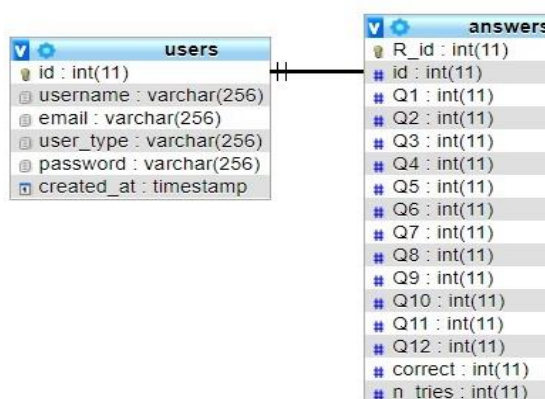 users
id : int(11)
username : varchar(256)
email : varchar(256)
user_type : varchar(256)
password : varchar(256)
created_at : timestamp
answers
R_id : int(11)
id : int(11)
Q1 : int(11)
Q2 : int(11)
Q3 : int(11)
Q4 : int(11)
Q5 : int(11)
Q6 : int(11)
Q7 : int(11)
Q8 : int(11)
Q9 : int(11)
Q10 : int(11)
Q11 : int(11)
Q12 : int(11)
correct : int(11)
n_tries : int(11)